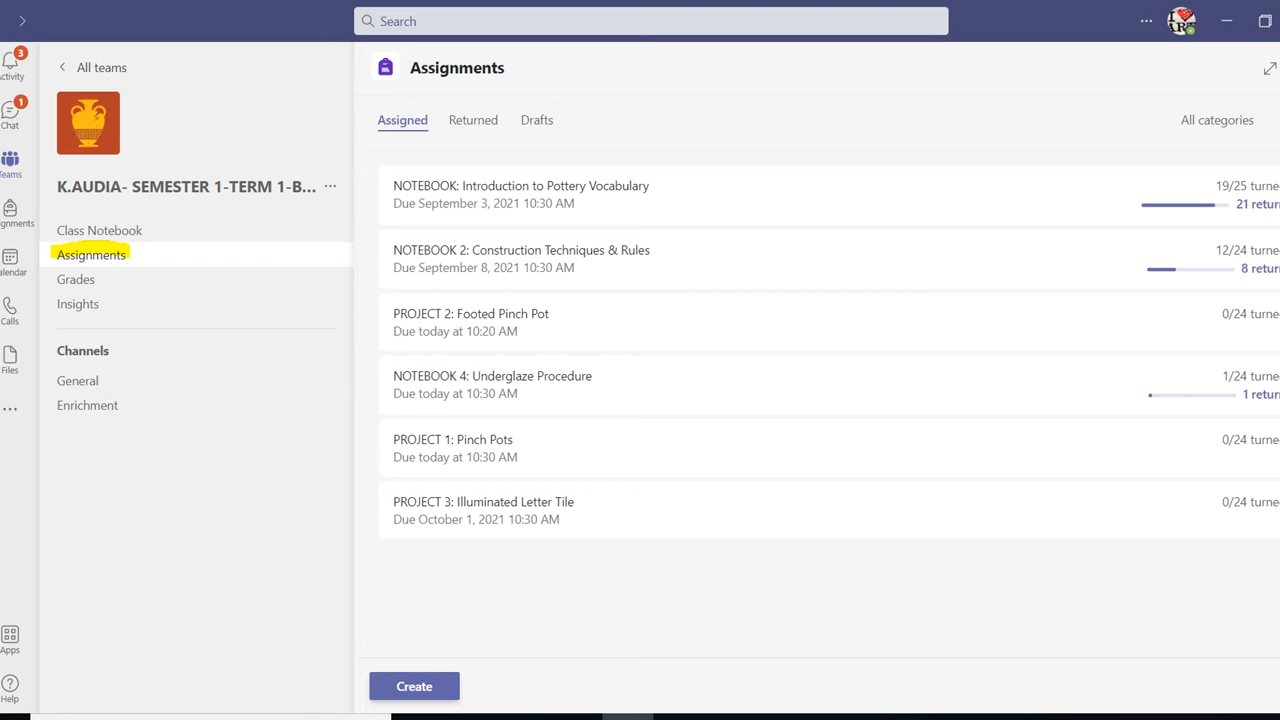 Search
3
Activity
1
Chat
Teams
Assignments
Calendar
Calls
Files
Apps
Help
All teams
K.AUDIA- SEMESTER 1-TERM 1-B...
Class Notebook
Assignments
Grades
Insights
Channels
General
Enrichment
Assignments
Assigned Returned Drafts
All categories
NOTEBOOK: Introduction to Pottery Vocabulary
Due September 3, 2021 10:30 AM
19/25 turne
21 retur
NOTEBOOK 2: Construction Techniques & Rules
Due September 8, 2021 10:30 AM
12/24 turne
8 retur
PROJECT 2: Footed Pinch Pot
Due today at 10:20 AM
0/24 turne
NOTEBOOK 4: Underglaze Procedure
Due today at 10:30 AM
1/24 turne
1 retur
PROJECT 1: Pinch Pots
Due today at 10:30 AM
0/24 turne
PROJECT 3: Illuminated Letter Tile
Due October 1, 2021 10:30 AM
0/24 turne
Create